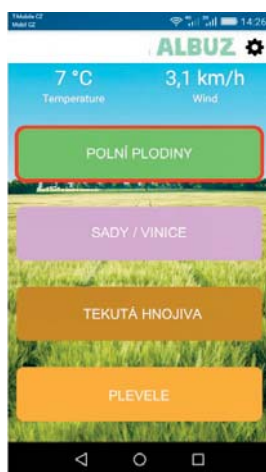 T-Mobile CZ
Mobil CZ
14:26
ALBUZ
7 °C
3,1 km/h
Temperature
Wind
POLNÍ PLODINY
SADY / VINICE
TEKUTÁ HNOJIVA
PLEVELE